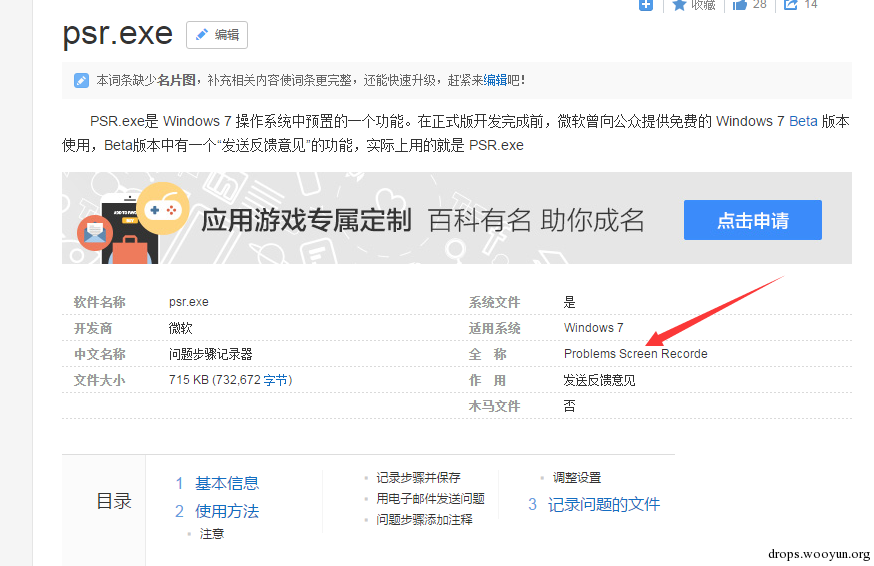 收藏 28 14
psr.exe 编辑
本词条缺少名片图，补充相关内容使词条更完整，还能快速升级，赶紧来编辑吧！
PSR.exe是 Windows 7 操作系统中预置的一个功能。在正式版开发完成前，微软曾向公众提供免费的 Windows 7 Beta 版本
使用，Beta版本中有一个“发送反馈意见”的功能，实际上用的就是 PSR.exe
应用游戏专属定制 百科有名 助你成名 点击申请
软件名称 psr.exe 系统文件 是
开发商 微软 适用系统 Windows 7
中文名称 问题步骤记录器 全 称 Problems Screen Recorde
文件大小 715 KB (732,672 字节) 作 用 发送反馈意见
木马文件 否
目录
1 基本信息
2 使用方法
注意
记录步骤并保存
用电子邮件发送问题
问题步骤添加注释
调整设置
3 记录问题的文件
drops.wooyun.org